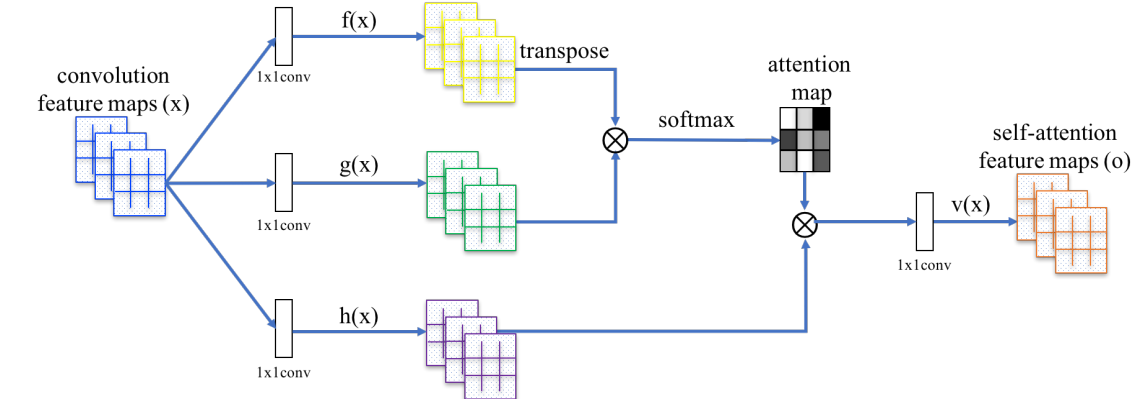 convolution
feature maps (x)
f(x)
1x1conv
transpose
g(x)
1x1conv
h(x)
1x1conv
softmax
attention
map
1x1conv
v(x)
self-attention
feature maps (o)